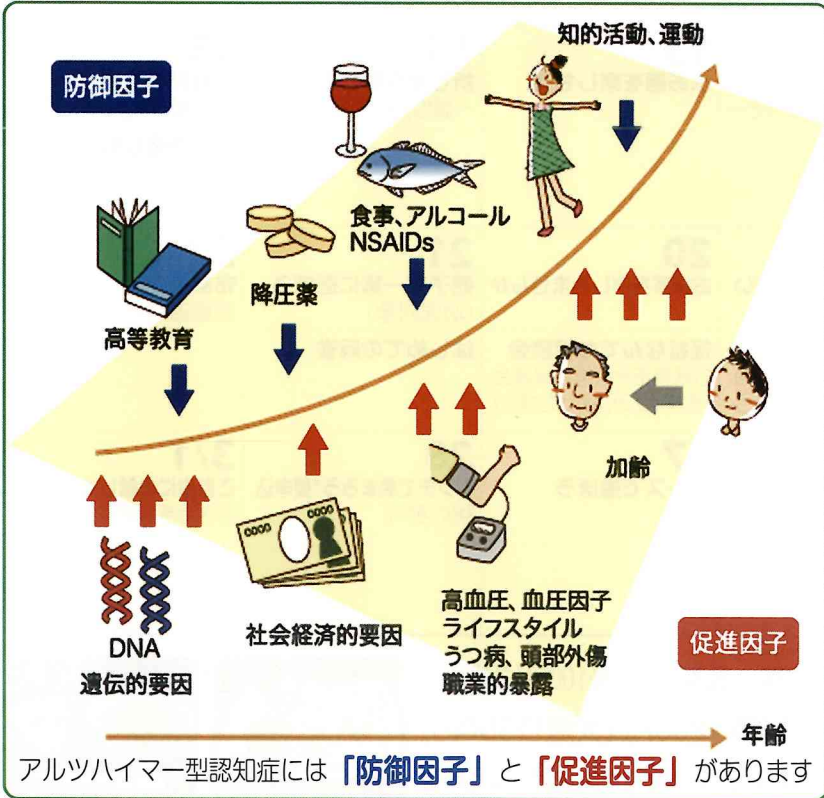 知的活動、運動
防御因子
食事、アルコール
NSAIDs
降圧薬
高等教育
加齢
高血圧、血圧因子
ライフスタイル
うつ病、頭部外傷
職業的暴露
社会経済的要因
DNA
遺伝的要因
促進因子
年齢
アルツハイマー型認知症には「防御因子」と「促進因子」があります